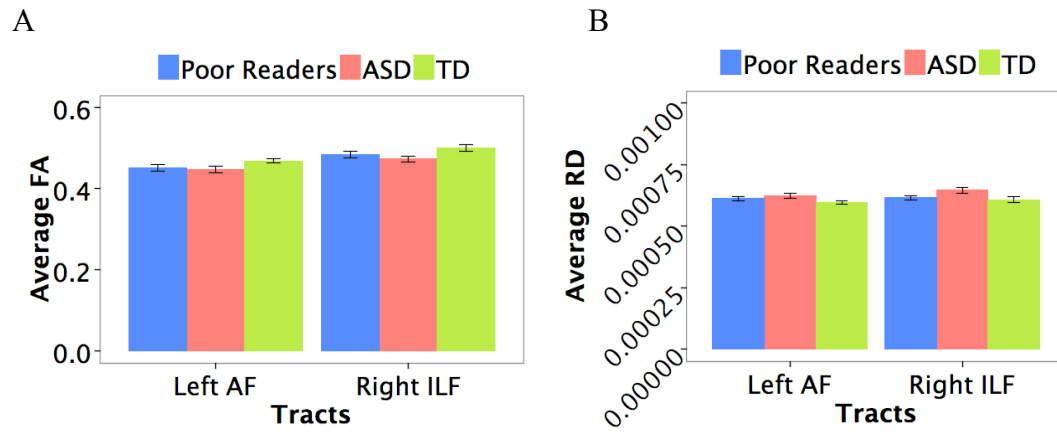 A
Poor Readers ASD TD
Average FA
0.6
0.4
0.2
0.0
Left AF Right ILF
Tracts
B
Poor Readers ASD TD
Average RD
0.00100
0.00075
0.00050
0.00025
0.00000
Left AF Right ILF
Tracts